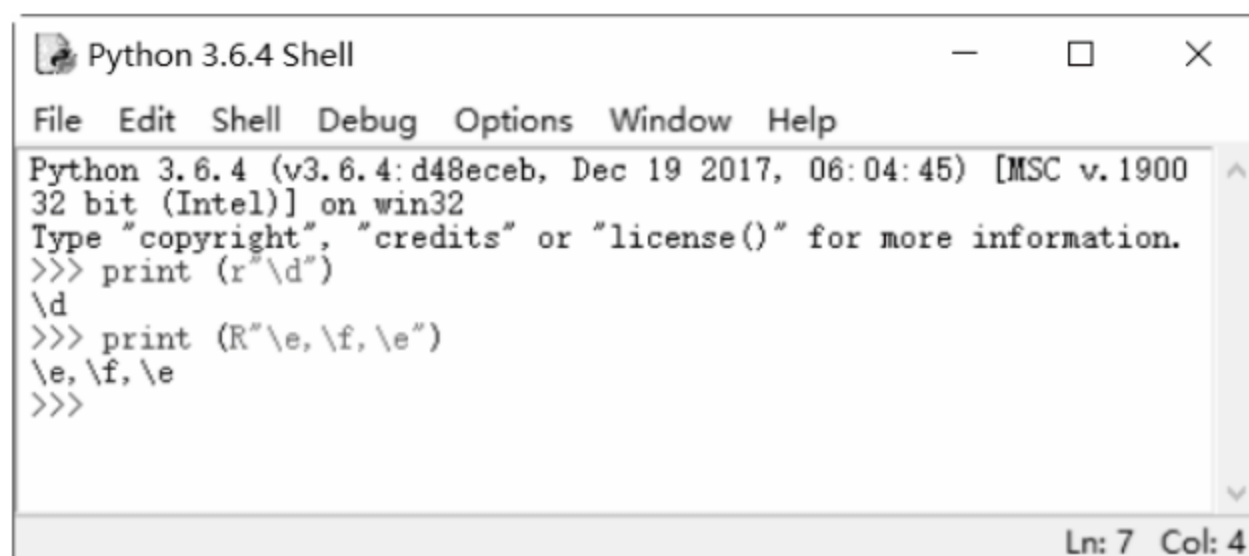 Python 3.6.4 Shell
File Edit Shell Debug Options Window Help
Python 3.6.4 (v3.6.4:d48eceb, Dec 19 2017, 06:04:45) [MSC v.1900
32 bit (Intel)] on win32
Type "copyright", "credits" or "license()" for more information.
>>> print (r"\d")
\d
>>> print (R"\e,\f,\e")
\e,\f,\e
>>>
Ln: 7 Col: 4